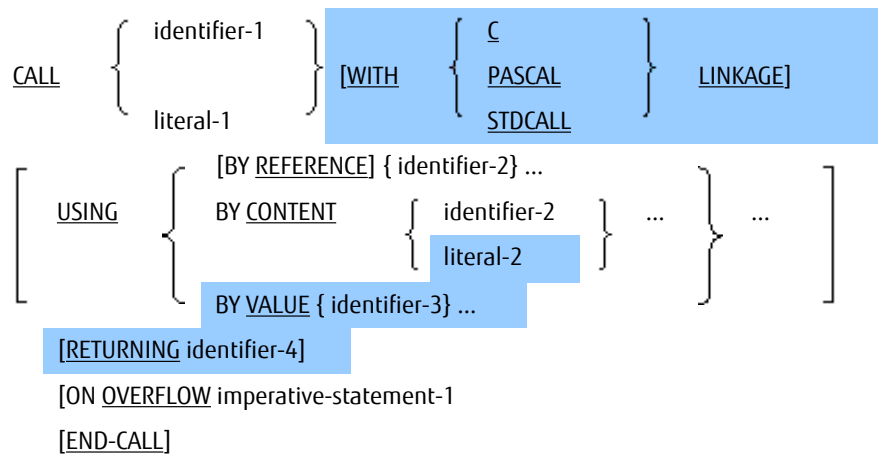 identifier-1
C
CALL [WITH PASCAL LINKAGE]
literal-1 STDCALL
[BY REFERENCE] { identifier-2} ...
USING BY CONTENT identifier-2 ... ...
literal-2
BY VALUE { identifier-3} ...
[RETURNING identifier-4]
[ON OVERFLOW imperative-statement-1
[END-CALL]